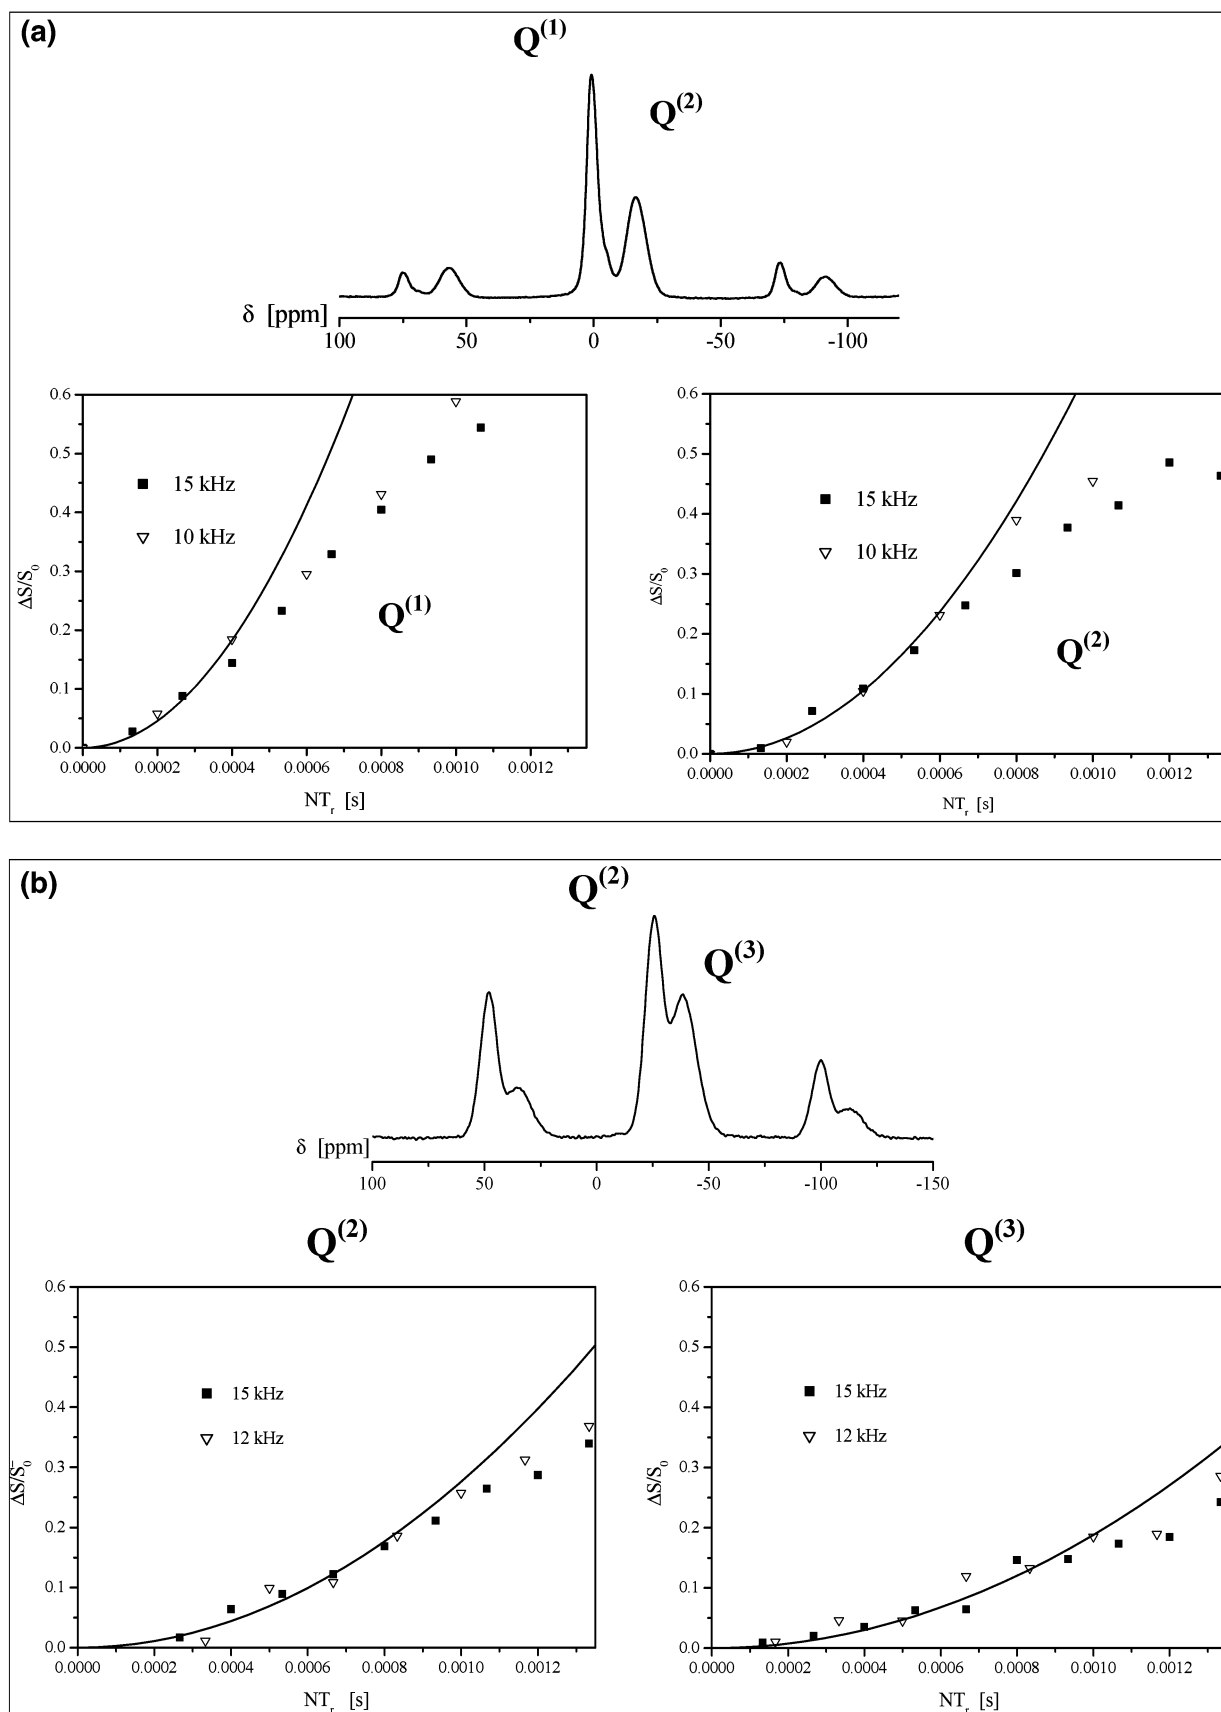 (a)
Q(1)
Q(2)
δ [ppm]
100 50 0 -50 -100
0.6
0.5
0.4
0.3
0.2
0.1
0.0
ΔS/S0
15 kHz
10 kHz
Q(1)
0.0000 0.0002 0.0004 0.0006 0.0008 0.0010 0.0012
NTr [s]
0.6
0.5
0.4
0.3
0.2
0.1
0.0
ΔS/S0
15 kHz
10 kHz
Q(2)
0.0000 0.0002 0.0004 0.0006 0.0008 0.0010 0.0012
NTr [s]
(b)
Q(2)
Q(3)
δ [ppm]
100 50 0 -50 -100 -150
Q(2)
0.6
0.5
0.4
0.3
0.2
0.1
0.0
ΔS/S0
15 kHz
12 kHz
0.0000 0.0002 0.0004 0.0006 0.0008 0.0010 0.0012
NTr [s]
Q(3)
0.6
0.5
0.4
0.3
0.2
0.1
0.0
ΔS/S0
15 kHz
12 kHz
0.0000 0.0002 0.0004 0.0006 0.0008 0.0010 0.0012
NTr [s]